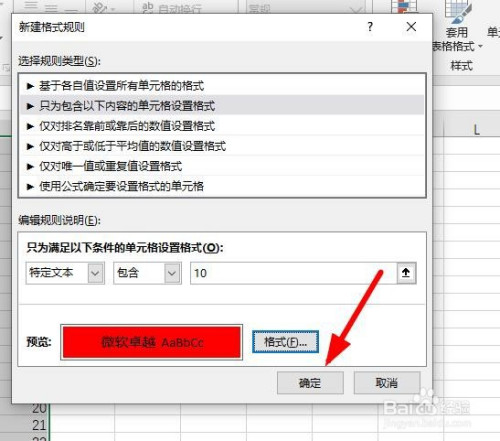 自动换行
常规
新建格式规则
?
套用
表格格式
样式
选择规则类型(S):
► 基于各自值设置所有单元格的格式
► 只为包含以下内容的单元格设置格式
► 仅对排名靠前或靠后的数值设置格式
► 仅对高于或低于平均值的数值设置格式
► 仅对唯一值或重复值设置格式
► 使用公式确定要设置格式的单元格
L
编辑规则说明(E):
只为满足以下条件的单元格设置格式(O):
特定文本 包含 10
预览: 微软卓越 AaBbCc 格式(F)...
确定 取消
Baidu经验
20
21